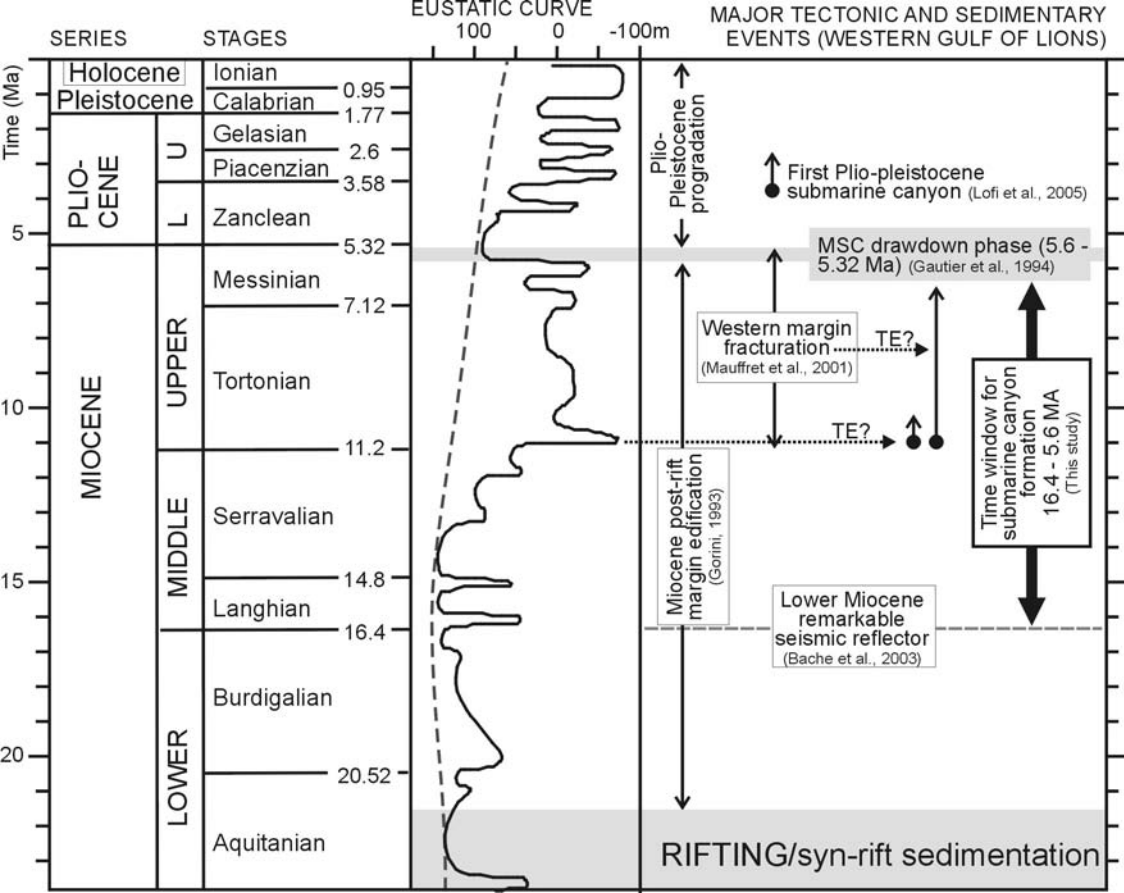 EUSTATIC CURVE
MAJOR TECTONIC AND SEDIMENTARY
EVENTS (WESTERN GULF OF LIONS)
SERIES
STAGES
100
0
-100m
Time (Ma)
5
10
15
20
Holocene
Pleistocene
PLIO-
CENE
U
L
MIOCENE
UPPER
MIDDLE
LOWER
Ionian
0.95
Calabrian
1.77
Gelasian
2.6
Piacenzian
3.58
Zanclean
5.32
Messinian
7.12
Tortonian
11.2
Serravalian
14.8
Langhian
16.4
Burdigalian
20.52
Aquitanian
Plio-
Pleistocene
progradation
First Plio-pleistocene
submarine canyon (Lofi et al., 2005)
MSC drawdown phase (5.6 -
5.32 Ma) (Gautier et al., 1994)
Western margin
fracturation
(Mauffret et al., 2001)
TE?
TE?
Miocene post-rift
margin edification
(Gorini, 1993)
Time window for
submarine canyon
formation
16.4 - 5.6 MA
(This study)
Lower Miocene
remarkable
seismic reflector
(Bache et al., 2003)
RIFTING/syn-rift sedimentation